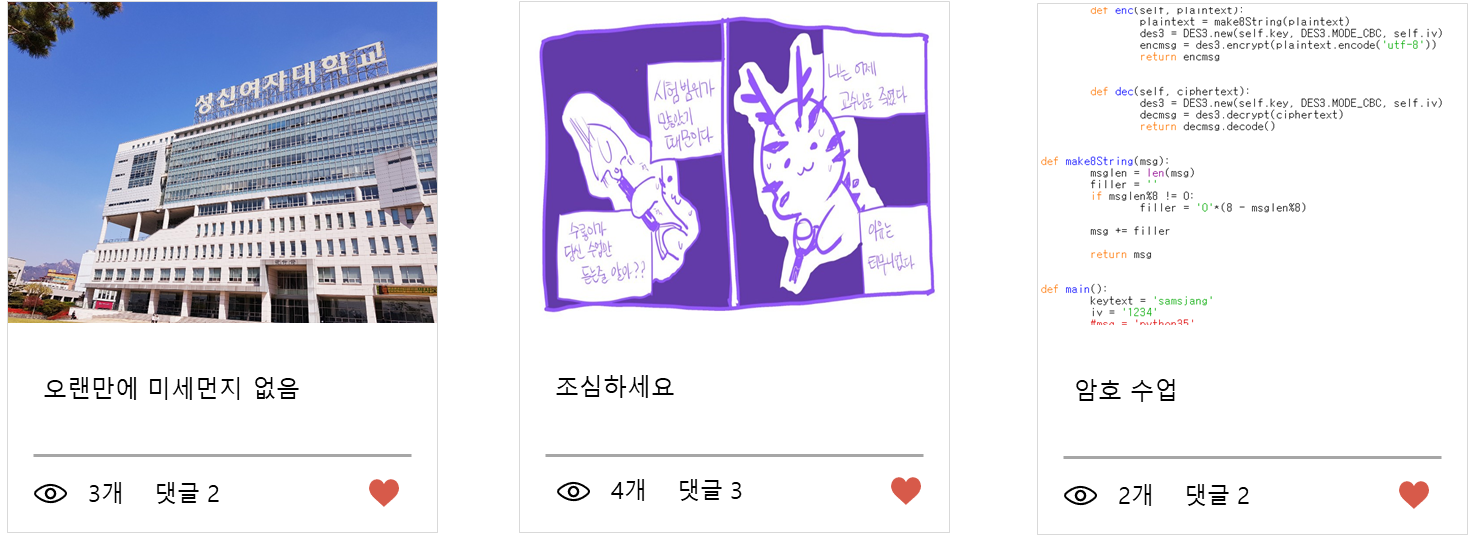 성신여자대학교
오랜만에 미세먼지 없음
3개 댓글 2
시험범위가
많았기
때문이다
수룡이가
당신 수업만
듣는줄 알아??
나는 어제
교수님을 죽였다
이유는
터무니없다
조심하세요
4개 댓글 3
def enc(self, plaintext):
plaintext = make8String(plaintext)
des3 = DES3.new(self.key, DES3.MODE_CBC, self.iv)
encmsg = des3.encrypt(plaintext.encode('utf-8'))
return encmsg
def dec(self, ciphertext):
des3 = DES3.new(self.key, DES3.MODE_CBC, self.iv)
decmsg = des3.decrypt(ciphertext)
return decmsg.decode()
def make8String(msg):
msglen = len(msg)
filler = ''
if msglen%8 != 0:
filler = '0'*(8 - msglen%8)
msg += filler
return msg
def main():
keytext = 'samsjang'
iv = '1234'
#msg = 'python35'
암호 수업
2개 댓글 2